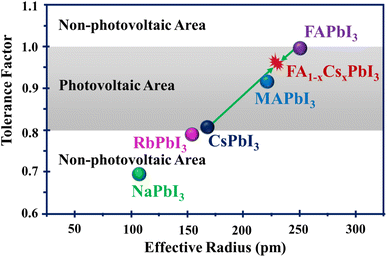 Tolerance Factor
1.1
1.0
0.9
0.8
0.7
0.6
Non-photovoltaic Area
FAPbI₃
FA₁₋ₓCsₓPbI₃
Photovoltaic Area
MAPbI₃
RbPbI₃
CsPbI₃
Non-photovoltaic Area
NaPbI₃
50
100
150
200
250
300
Effective Radius (pm)